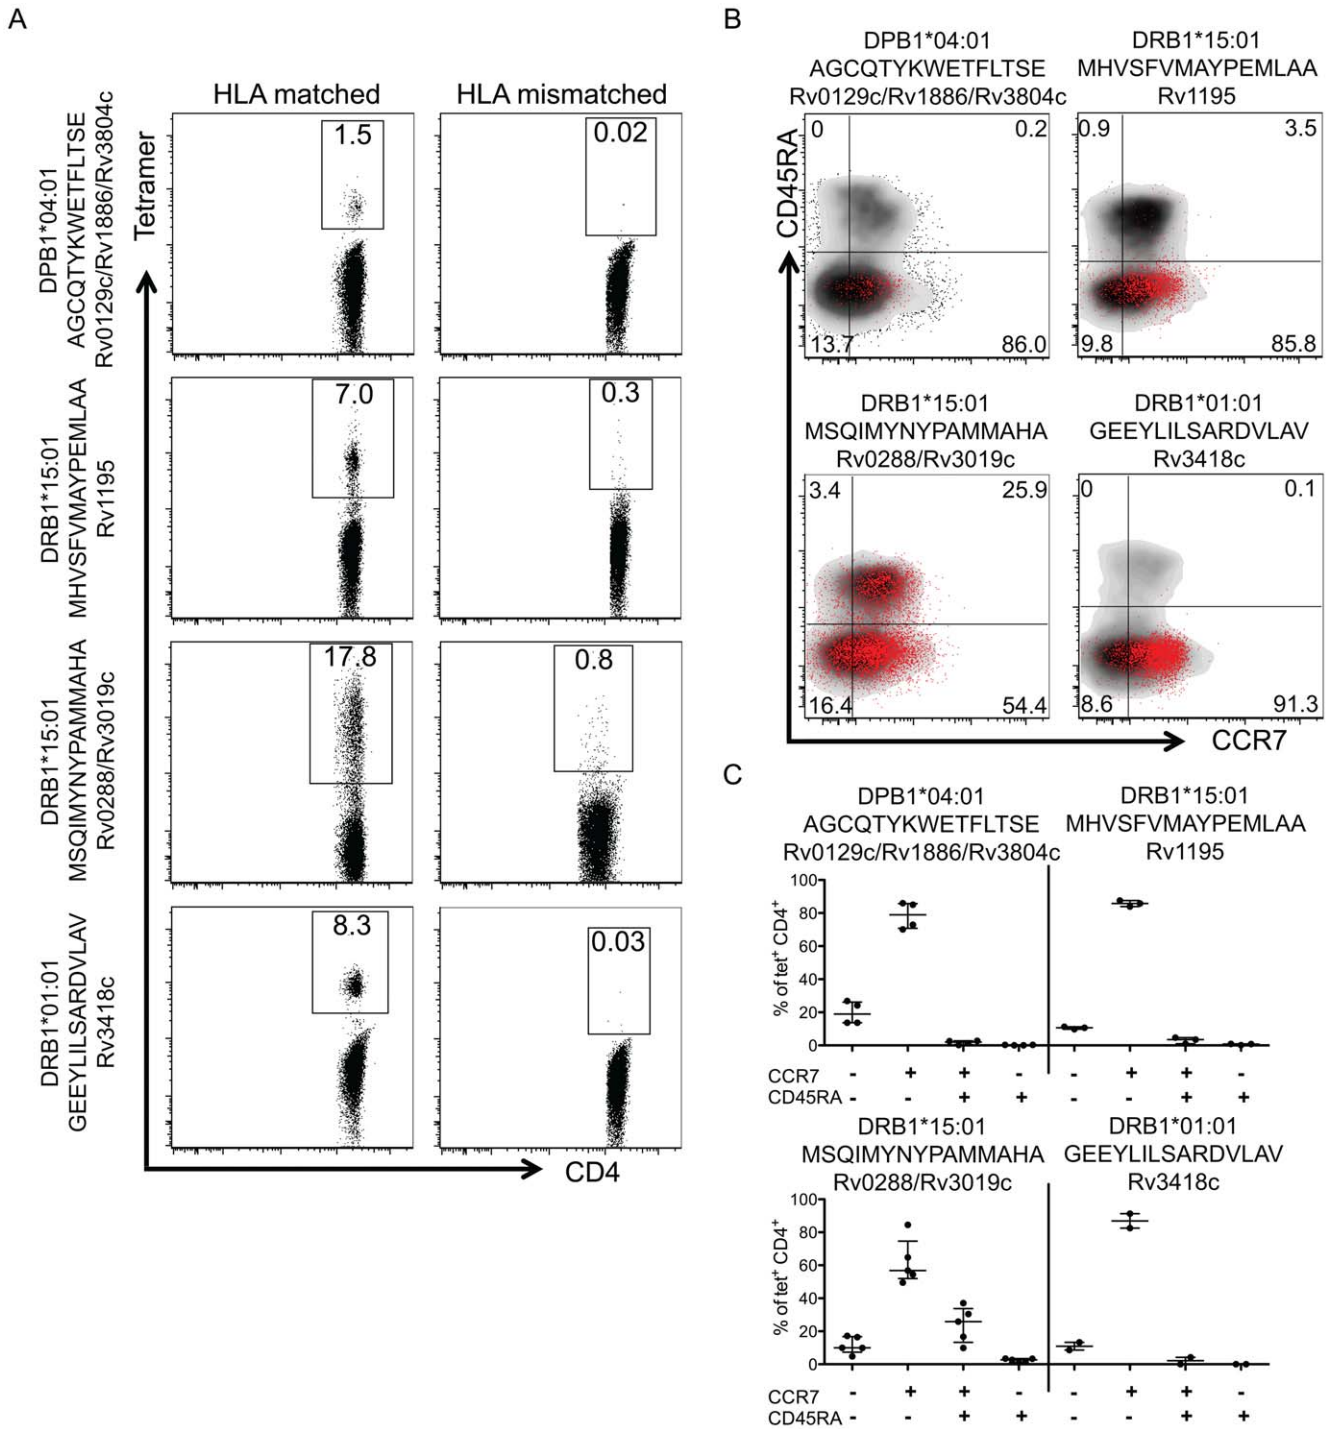 A
HLA matched
HLA mismatched
Tetramer
DPB1*04:01
AGCQTYKWETFLTSE
Rv0129c/Rv1886/Rv3804c
1.5
0.02
DRB1*15:01
MHVSFVMAYPEMLAA
Rv1195
7.0
0.3
DRB1*15:01
MSQIMYNYPAMMAHA
Rv0288/Rv3019c
17.8
0.8
DRB1*01:01
GEEYLILSARDVLAV
Rv3418c
8.3
0.03
CD4
B
DPB1*04:01
AGCQTYKWETFLTSE
Rv0129c/Rv1886/Rv3804c
0
0.2
13.7
86.0
DRB1*15:01
MHVSFVMAYPEMLAA
Rv1195
0.9
3.5
9.8
85.8
CD45RA
DRB1*15:01
MSQIMYNYPAMMAHA
Rv0288/Rv3019c
3.4
25.9
16.4
54.4
DRB1*01:01
GEEYLILSARDVLAV
Rv3418c
0
0.1
8.6
91.3
CCR7
C
DPB1*04:01
AGCQTYKWETFLTSE
Rv0129c/Rv1886/Rv3804c
DRB1*15:01
MHVSFVMAYPEMLAA
Rv1195
% of tet+ CD4+
100
80
60
40
20
0
CCR7 - + + - - + + -
CD45RA - - + + - - + +
DRB1*15:01
MSQIMYNYPAMMAHA
Rv0288/Rv3019c
DRB1*01:01
GEEYLILSARDVLAV
Rv3418c
% of tet+ CD4+
100
80
60
40
20
0
CCR7 - + + - - + + -
CD45RA - - + + - - + +